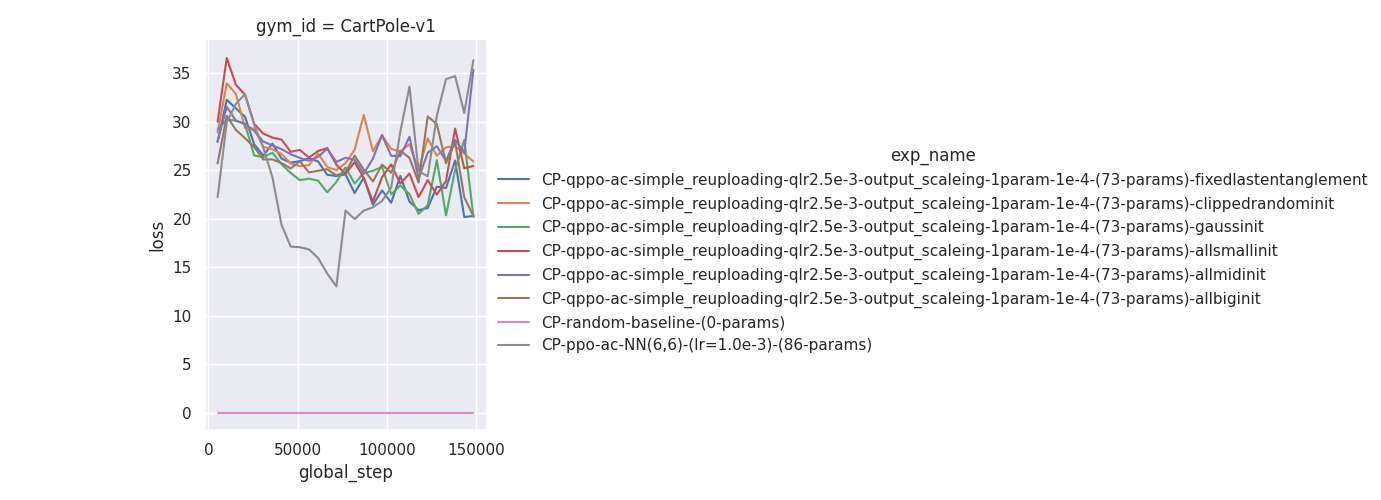 gym_id = CartPole-v1
35
30
25
20
15
10
5
0
loss
0
50000
100000
150000
global_step
exp_name
CP-qppo-ac-simple_reuploading-qlr2.5e-3-output_scaleing-1param-1e-4-(73-params)-fixedlastentanglement
CP-qppo-ac-simple_reuploading-qlr2.5e-3-output_scaleing-1param-1e-4-(73-params)-clippedrandominit
CP-qppo-ac-simple_reuploading-qlr2.5e-3-output_scaleing-1param-1e-4-(73-params)-gaussinit
CP-qppo-ac-simple_reuploading-qlr2.5e-3-output_scaleing-1param-1e-4-(73-params)-allsmallinit
CP-qppo-ac-simple_reuploading-qlr2.5e-3-output_scaleing-1param-1e-4-(73-params)-allmidinit
CP-qppo-ac-simple_reuploading-qlr2.5e-3-output_scaleing-1param-1e-4-(73-params)-allbiginit
CP-random-baseline-(0-params)
CP-ppo-ac-NN(6,6)-(lr=1.0e-3)-(86-params)